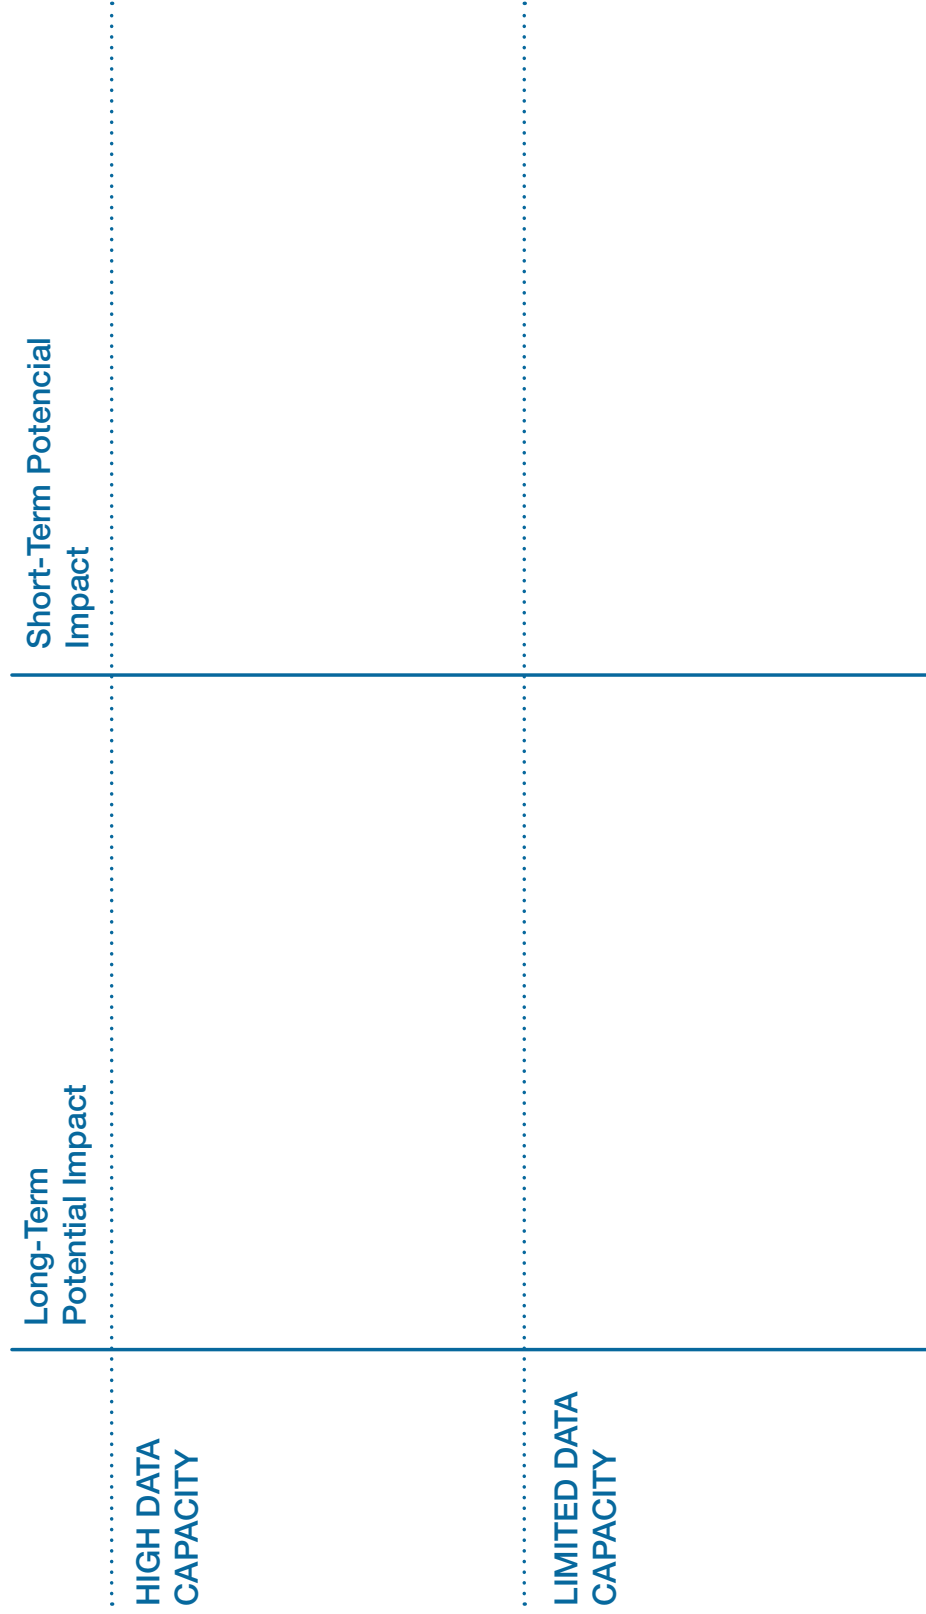 Long-Term
Potential Impact
Short-Term Potencial
Impact
HIGH DATA
CAPACITY
LIMITED DATA
CAPACITY